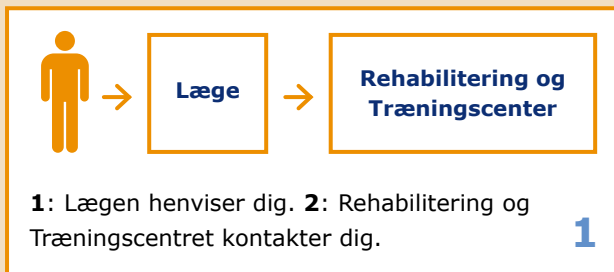 Læge
Rehabilitering og
Træningscenter
1: Lægen henviser dig. 2: Rehabilitering og
Træningscentret kontakter dig.
1